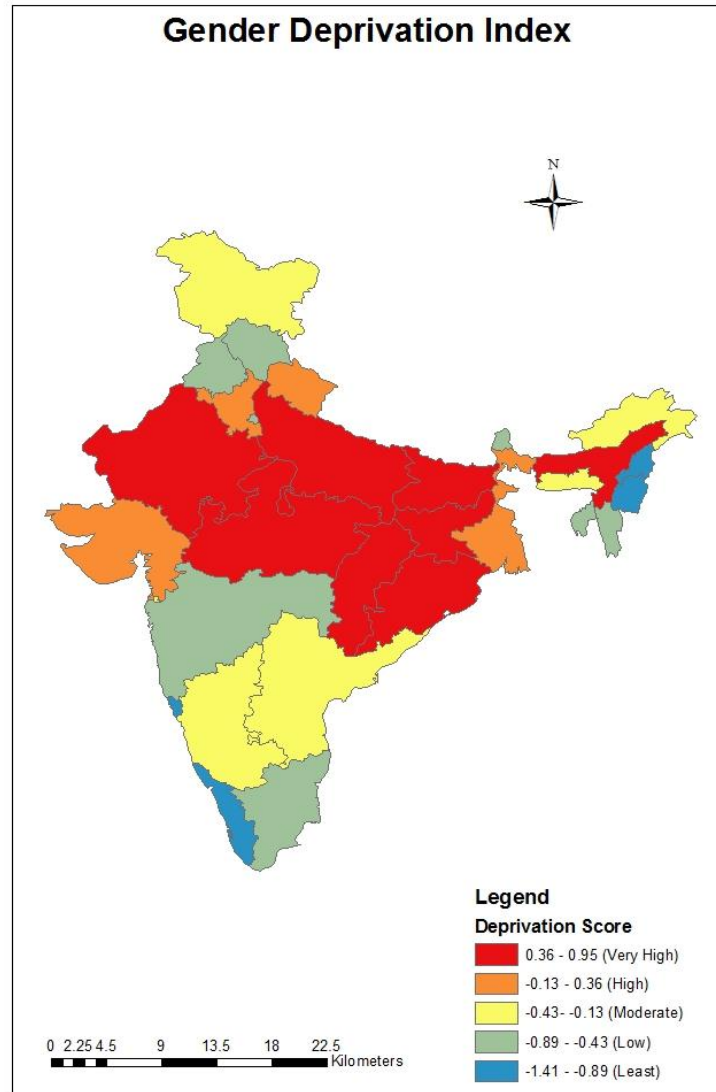 Gender Deprivation Index
N
Legend
Deprivation Score
0.36 - 0.95 (Very High)
-0.13 - 0.36 (High)
-0.43- -0.13 (Moderate)
-0.89 - -0.43 (Low)
-1.41 - -0.89 (Least)
0 2.25 4.5 9 13.5 18 22.5
Kilometers